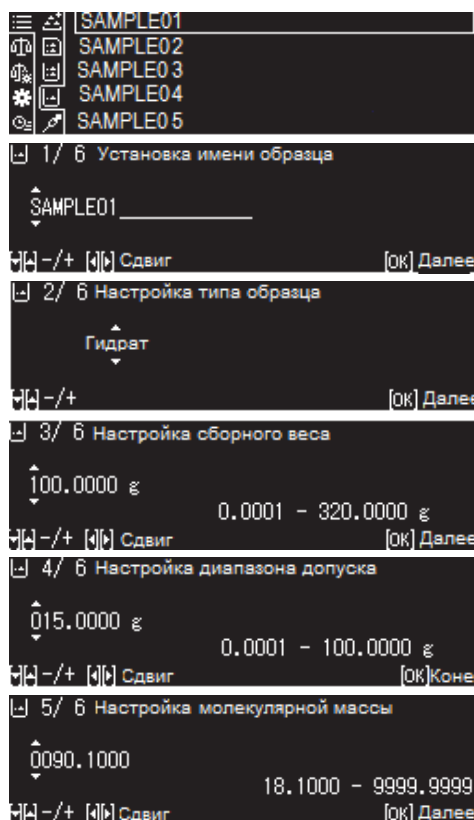 SAMPLE01
SAMPLE02
SAMPLE03
SAMPLE04
SAMPLE05
1/ 6 Установка имени образца
SAMPLE01
-/+ Сдвиг [OK] Далее
2/ 6 Настройка типа образца
Гидрат
-/+ [OK] Далее
3/ 6 Настройка сборного веса
100.0000 g
0.0001 - 320.0000 g
-/+ Сдвиг [OK] Далее
4/ 6 Настройка диапазона допуска
015.0000 g
0.0001 - 100.0000 g
-/+ Сдвиг [OK]Коне
5/ 6 Настройка молекулярной массы
0090.1000
18.1000 - 9999.9999
-/+ Сдвиг [OK] Далее